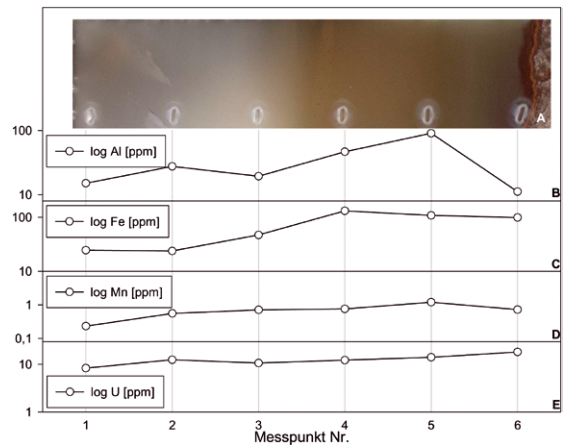 A
100
log Al [ppm]
10
B
100
log Fe [ppm]
10
C
log Mn [ppm]
1
0,1
D
10
log U [ppm]
1
E
1 2 3 4 5 6
Messpunkt Nr.